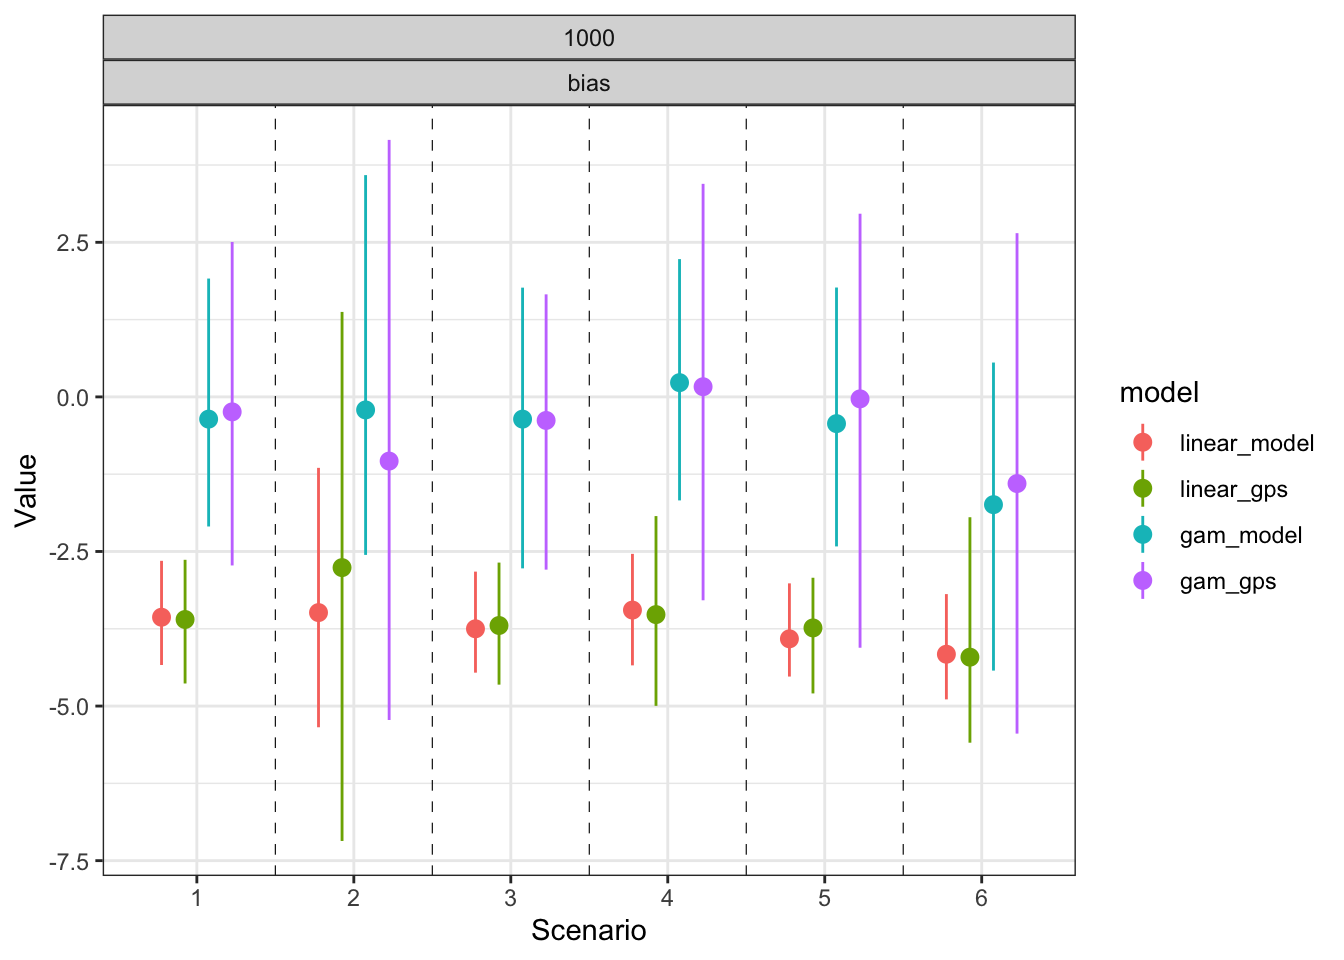 1000
bias
2.5
0.0
-2.5
-5.0
-7.5
Value
1 2 3 4 5 6
Scenario
model
linear_model
linear_gps
gam_model
gam_gps